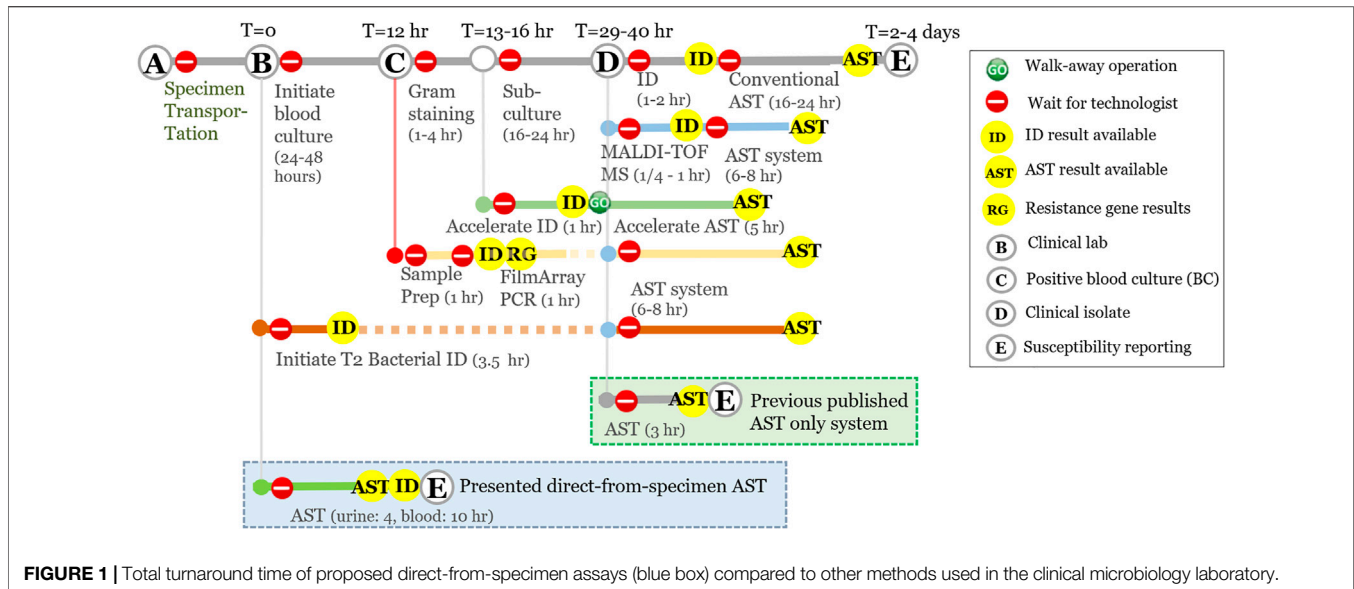 T=0
T=12 hr
T=13-16 hr
T=29-40 hr
T=2-4 days
A
B
C
D
ID
AST
E
Specimen
Transpor-
Tation
Initiate
blood
culture
(24-48
hours)
Gram
staining
(1-4 hr)
Sub-
culture
(16-24 hr)
ID
(1-2 hr)
Conventional
AST (16-24 hr)
ID
AST
MALDI-TOF
MS (1/4 - 1 hr)
AST system
(6-8 hr)
ID
GO
AST
Accelerate ID (1 hr)
Accelerate AST (5 hr)
ID
RG
AST
Sample
Prep (1 hr)
FilmArray
PCR (1 hr)
AST system
(6-8 hr)
ID
AST
Initiate T2 Bacterial ID (3.5 hr)
AST
E
Previous published
AST only system
AST (3 hr)
AST
ID
E
Presented direct-from-specimen AST
AST (urine: 4, blood: 10 hr)
GO
Walk-away operation
Wait for technologist
ID
ID result available
AST
AST result available
RG
Resistance gene results
B
Clinical lab
C
Positive blood culture (BC)
D
Clinical isolate
E
Susceptibility reporting
FIGURE 1 | Total turnaround time of proposed direct-from-specimen assays (blue box) compared to other methods used in the clinical microbiology laboratory.